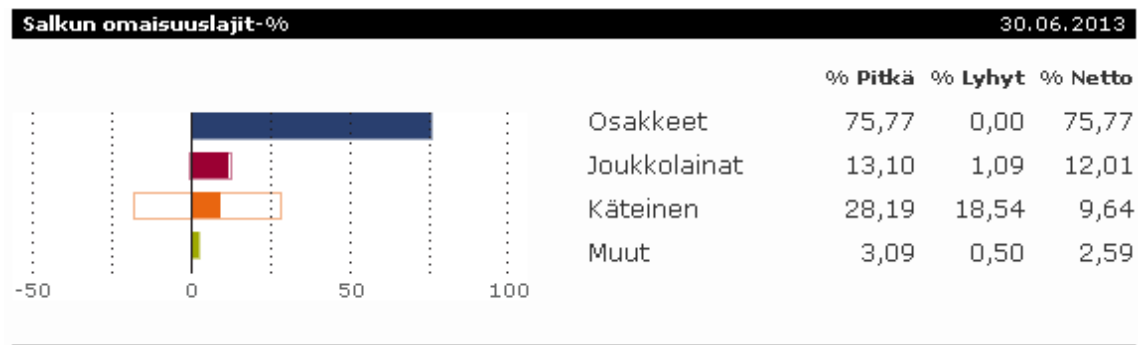 Salkun omaisuuslajit-% 30.06.2013
% Pitkä % Lyhyt % Netto
Osakkeet 75,77 0,00 75,77
Joukkolainat 13,10 1,09 12,01
Käteinen 28,19 18,54 9,64
Muut 3,09 0,50 2,59
-50 0 50 100